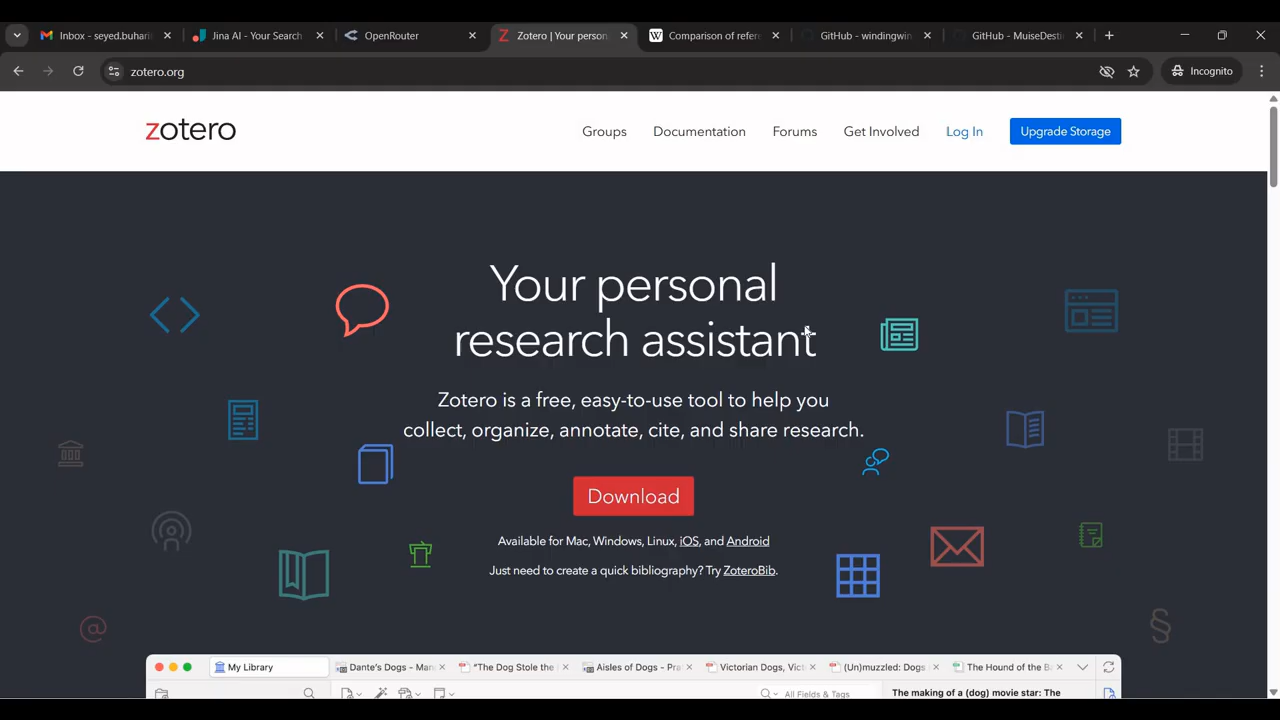 Inbox - seyed.buhari
Jina AI - Your Search
OpenRouter
Zotero | Your person
Comparison of refer
GitHub - windingwin
GitHub - MuiseDesti
zotero.org
Incognito
zotero
Groups
Documentation
Forums
Get Involved
Log In
Upgrade Storage
Your personal
research assistant
Zotero is a free, easy-to-use tool to help you
collect, organize, annotate, cite, and share research.
Download
Available for Mac, Windows, Linux, iOS, and Android
Just need to create a quick bibliography? Try ZoteroBib.
My Library
Dante's Dogs - Man
"The Dog Stole the
Aisles of Dogs - Pra
Victorian Dogs, Vict
(Un)muzzled: Dogs
The Hound of the Ba
All Fields & Tags
The making of a (dog) movie star: The